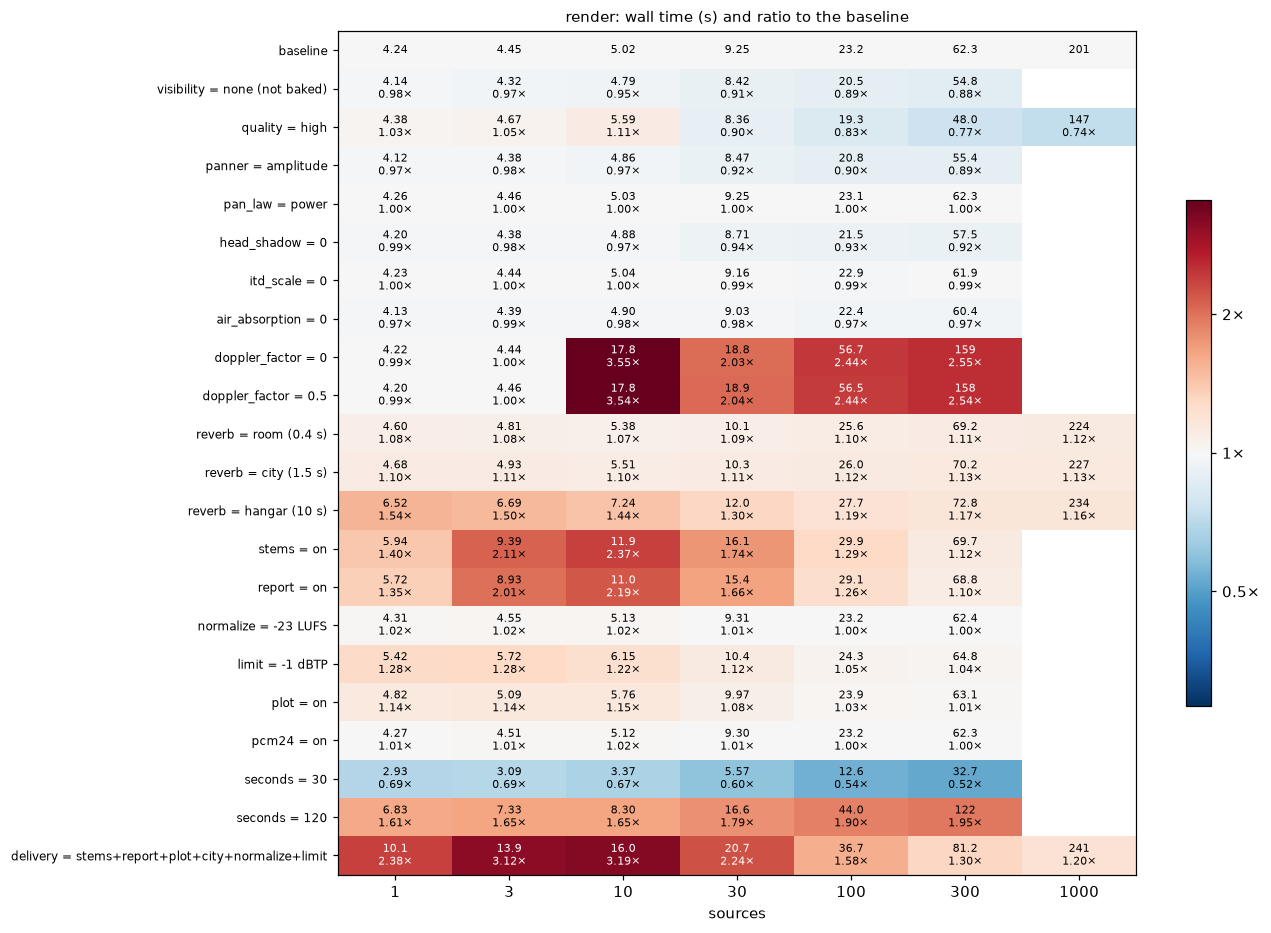 render: wall time (s) and ratio to the baseline
baseline 4.24 4.45 5.02 9.25 23.2 62.3 201
visibility = none (not baked) 4.14 4.32 4.79 8.42 20.5 54.8
0.98× 0.97× 0.95× 0.91× 0.89× 0.88×
quality = high 4.38 4.67 5.59 8.36 19.3 48.0 147
1.03× 1.05× 1.11× 0.90× 0.83× 0.77× 0.74×
panner = amplitude 4.12 4.38 4.86 8.47 20.8 55.4
0.97× 0.98× 0.97× 0.92× 0.90× 0.89×
pan_law = power 4.26 4.46 5.03 9.25 23.1 62.3
1.00× 1.00× 1.00× 1.00× 1.00× 1.00×
head_shadow = 0 4.20 4.38 4.88 8.71 21.5 57.5
0.99× 0.98× 0.97× 0.94× 0.93× 0.92×
itd_scale = 0 4.23 4.44 5.04 9.16 22.9 61.9
1.00× 1.00× 1.00× 0.99× 0.99× 0.99×
air_absorption = 0 4.13 4.39 4.90 9.03 22.4 60.4
0.97× 0.99× 0.98× 0.98× 0.97× 0.97×
doppler_factor = 0 4.22 4.44 17.8 18.8 56.7 159
0.99× 1.00× 3.55× 2.03× 2.44× 2.55×
doppler_factor = 0.5 4.20 4.46 17.8 18.9 56.5 158
0.99× 1.00× 3.54× 2.04× 2.44× 2.54×
reverb = room (0.4 s) 4.60 4.81 5.38 10.1 25.6 69.2 224
1.08× 1.08× 1.07× 1.09× 1.10× 1.11× 1.12×
reverb = city (1.5 s) 4.68 4.93 5.51 10.3 26.0 70.2 227
1.10× 1.11× 1.10× 1.11× 1.12× 1.13× 1.13×
reverb = hangar (10 s) 6.52 6.69 7.24 12.0 27.7 72.8 234
1.54× 1.50× 1.44× 1.30× 1.19× 1.17× 1.16×
stems = on 5.94 9.39 11.9 16.1 29.9 69.7
1.40× 2.11× 2.37× 1.74× 1.29× 1.12×
report = on 5.72 8.93 11.0 15.4 29.1 68.8
1.35× 2.01× 2.19× 1.66× 1.26× 1.10×
normalize = -23 LUFS 4.31 4.55 5.13 9.31 23.2 62.4
1.02× 1.02× 1.02× 1.01× 1.00× 1.00×
limit = -1 dBTP 5.42 5.72 6.15 10.4 24.3 64.8
1.28× 1.28× 1.22× 1.12× 1.05× 1.04×
plot = on 4.82 5.09 5.76 9.97 23.9 63.1
1.14× 1.14× 1.15× 1.08× 1.03× 1.01×
pcm24 = on 4.27 4.51 5.12 9.30 23.2 62.3
1.01× 1.01× 1.02× 1.01× 1.00× 1.00×
seconds = 30 2.93 3.09 3.37 5.57 12.6 32.7
0.69× 0.69× 0.67× 0.60× 0.54× 0.52×
seconds = 120 6.83 7.33 8.30 16.6 44.0 122
1.61× 1.65× 1.65× 1.79× 1.90× 1.95×
delivery = stems+report+plot+city+normalize+limit 10.1 13.9 16.0 20.7 36.7 81.2 241
2.38× 3.12× 3.19× 2.24× 1.58× 1.30× 1.20×
1 3 10 30 100 300 1000
sources
2×
1×
0.5×